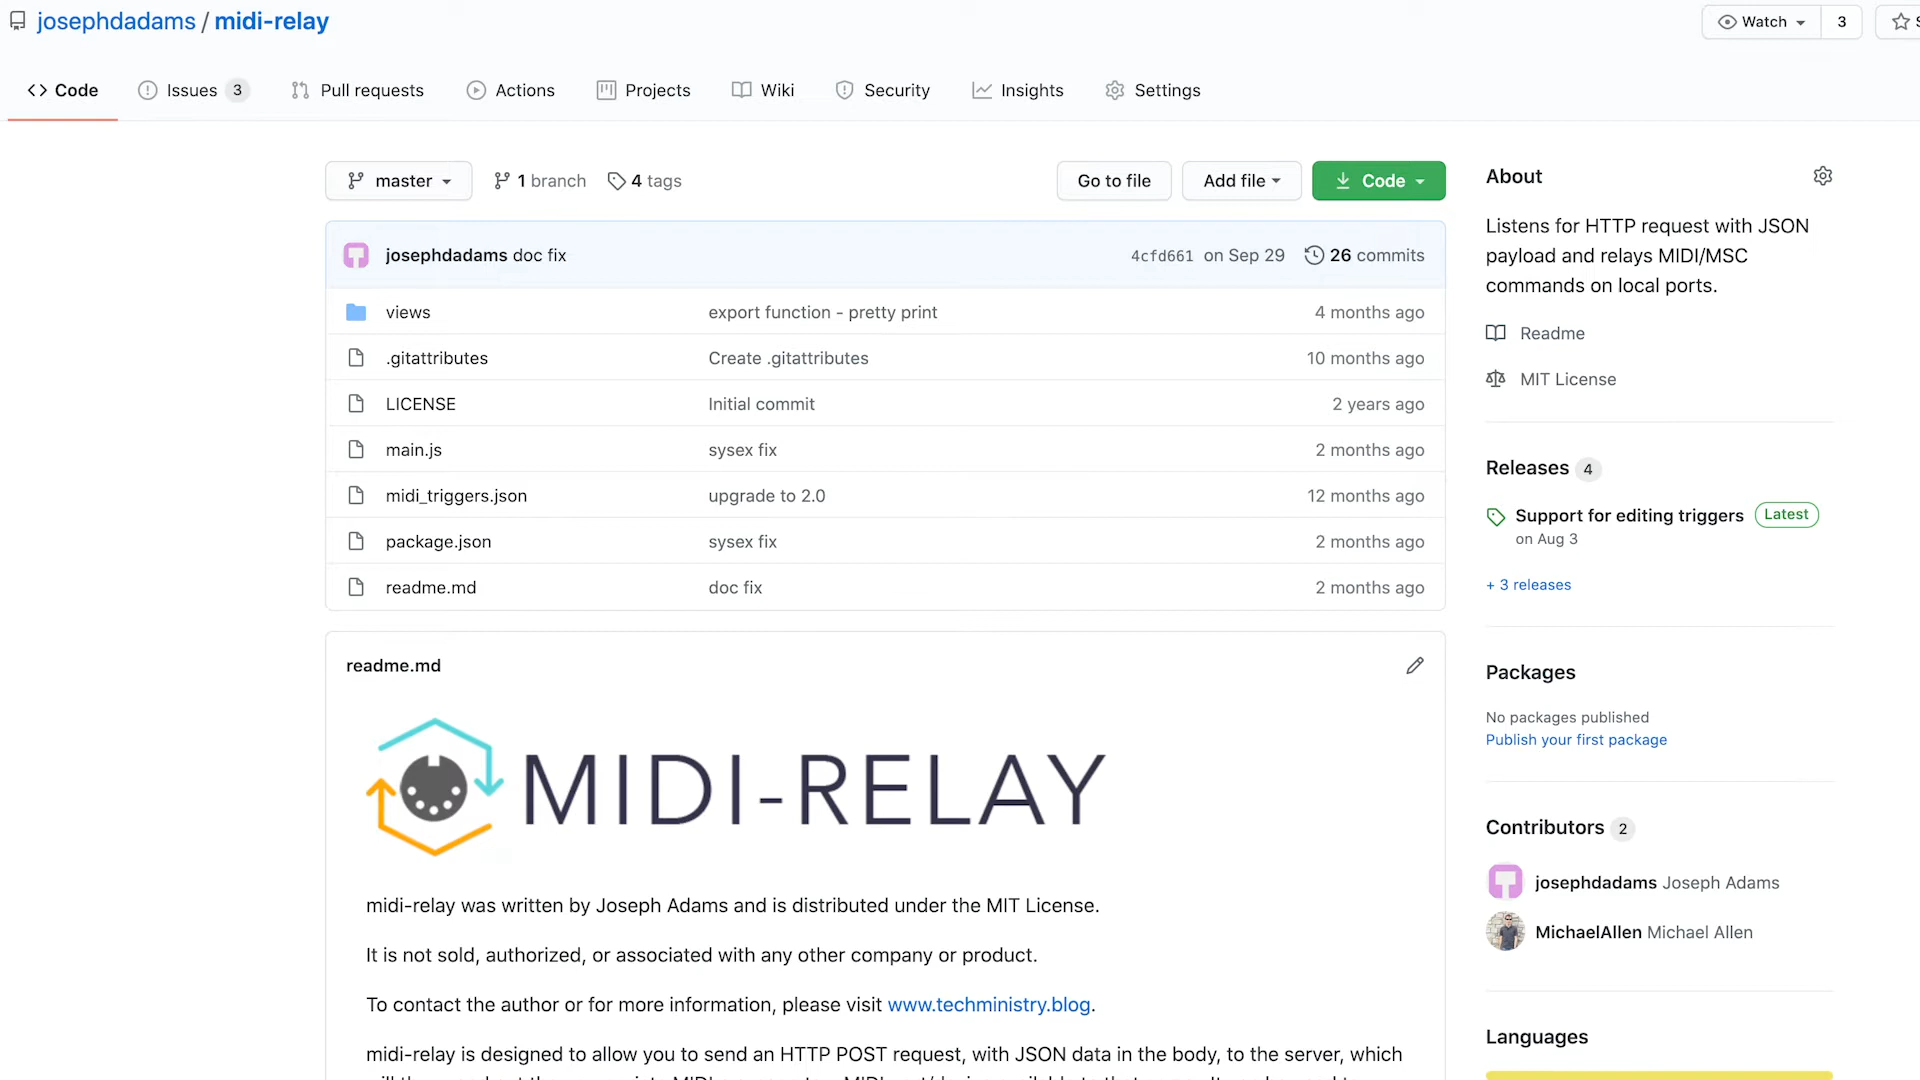 josephdadams / midi-relay
Watch 3
Code Issues 3 Pull requests Actions Projects Wiki Security Insights Settings
master 1 branch 4 tags Go to file Add file Code
josephdadams doc fix 4cfd661 on Sep 29 26 commits
views export function - pretty print 4 months ago
.gitattributes Create .gitattributes 10 months ago
LICENSE Initial commit 2 years ago
main.js sysex fix 2 months ago
midi_triggers.json upgrade to 2.0 12 months ago
package.json sysex fix 2 months ago
readme.md doc fix 2 months ago
readme.md
MIDI-RELAY
midi-relay was written by Joseph Adams and is distributed under the MIT License.
It is not sold, authorized, or associated with any other company or product.
To contact the author or for more information, please visit www.techministry.blog.
midi-relay is designed to allow you to send an HTTP POST request, with JSON data in the body, to the server, which
About
Listens for HTTP request with JSON
payload and relays MIDI/MSC
commands on local ports.
Readme
MIT License
Releases 4
Support for editing triggers Latest
on Aug 3
+ 3 releases
Packages
No packages published
Publish your first package
Contributors 2
josephdadams Joseph Adams
MichaelAllen Michael Allen
Languages